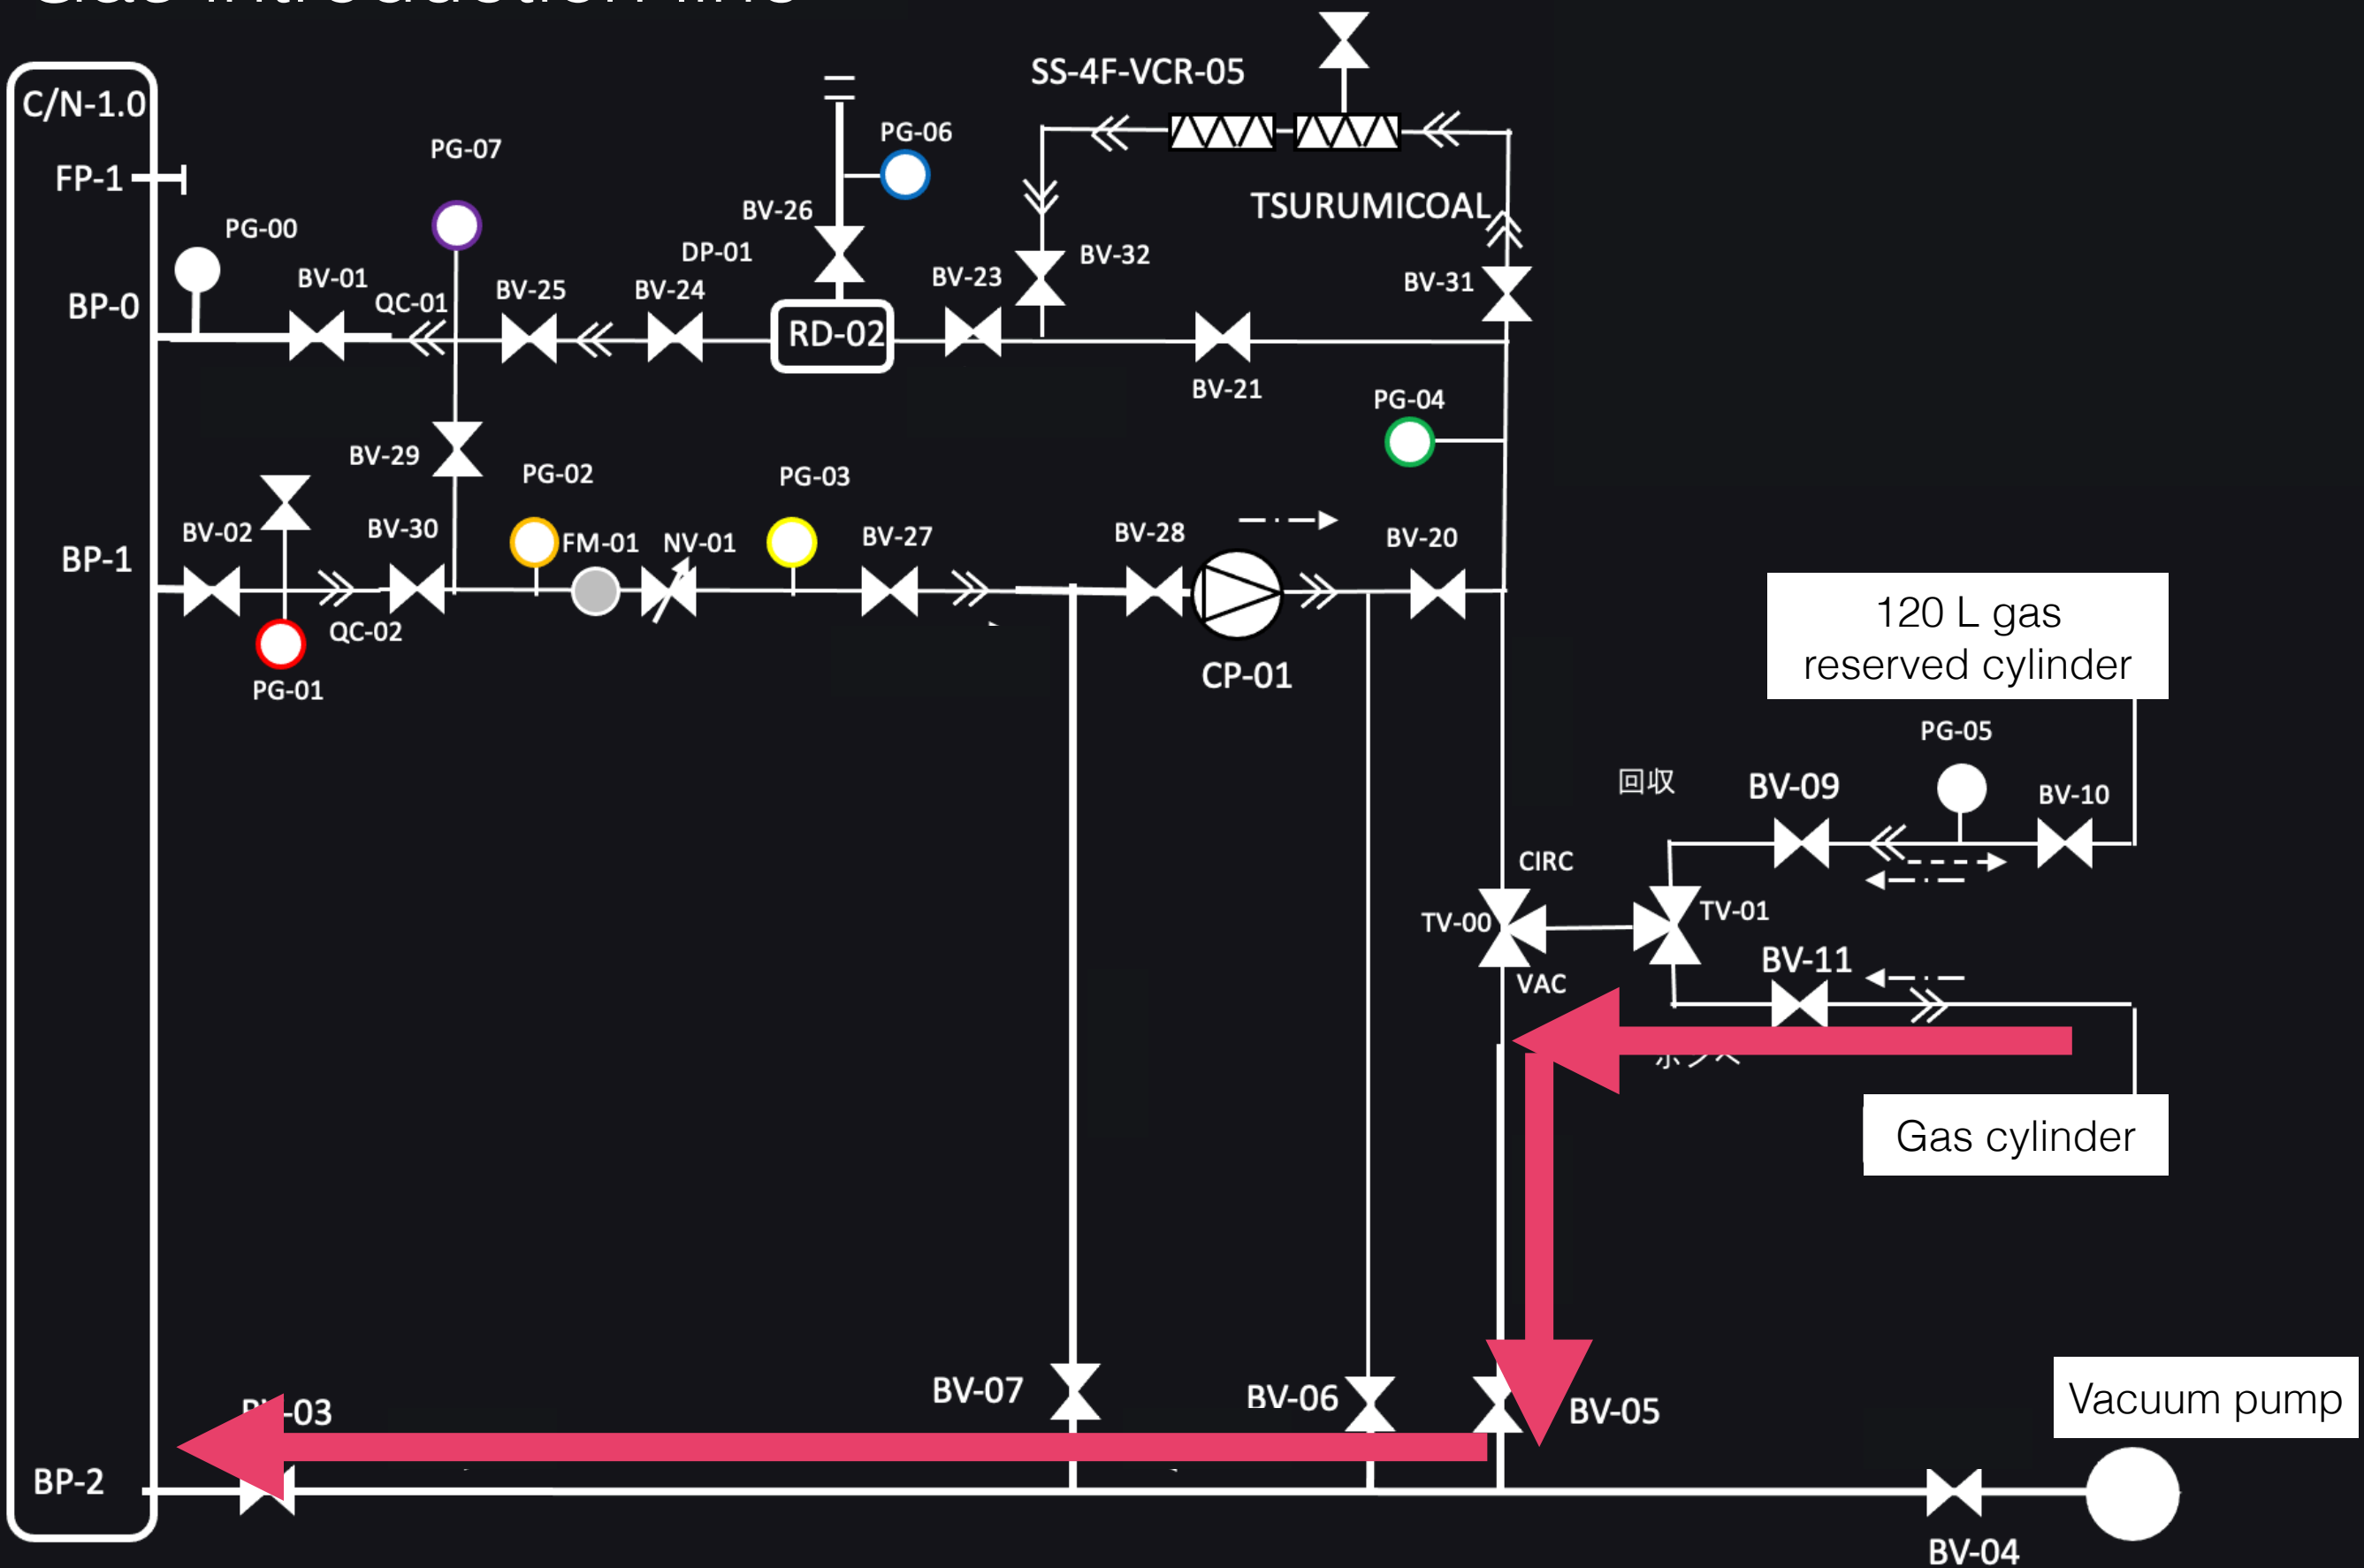 C/N-1.0
SS-4F-VCR-05
PG-07
PG-06
FP-1
BV-26
TSURUMICOAL
PG-00
DP-01
BV-32
BV-01
QC-01
BV-25
BV-24
BV-23
BV-31
BP-0
RD-02
BV-21
PG-04
BV-29
PG-02
PG-03
BV-02
BV-30
FM-01
NV-01
BV-27
BV-28
BV-20
BP-1
QC-02
PG-01
CP-01
120 L gas
reserved cylinder
PG-05
回収
BV-09
BV-10
CIRC
TV-00
TV-01
VAC
BV-11
Gas cylinder
BV-07
BV-06
BV-05
Vacuum pump
-03
BP-2
BV-04